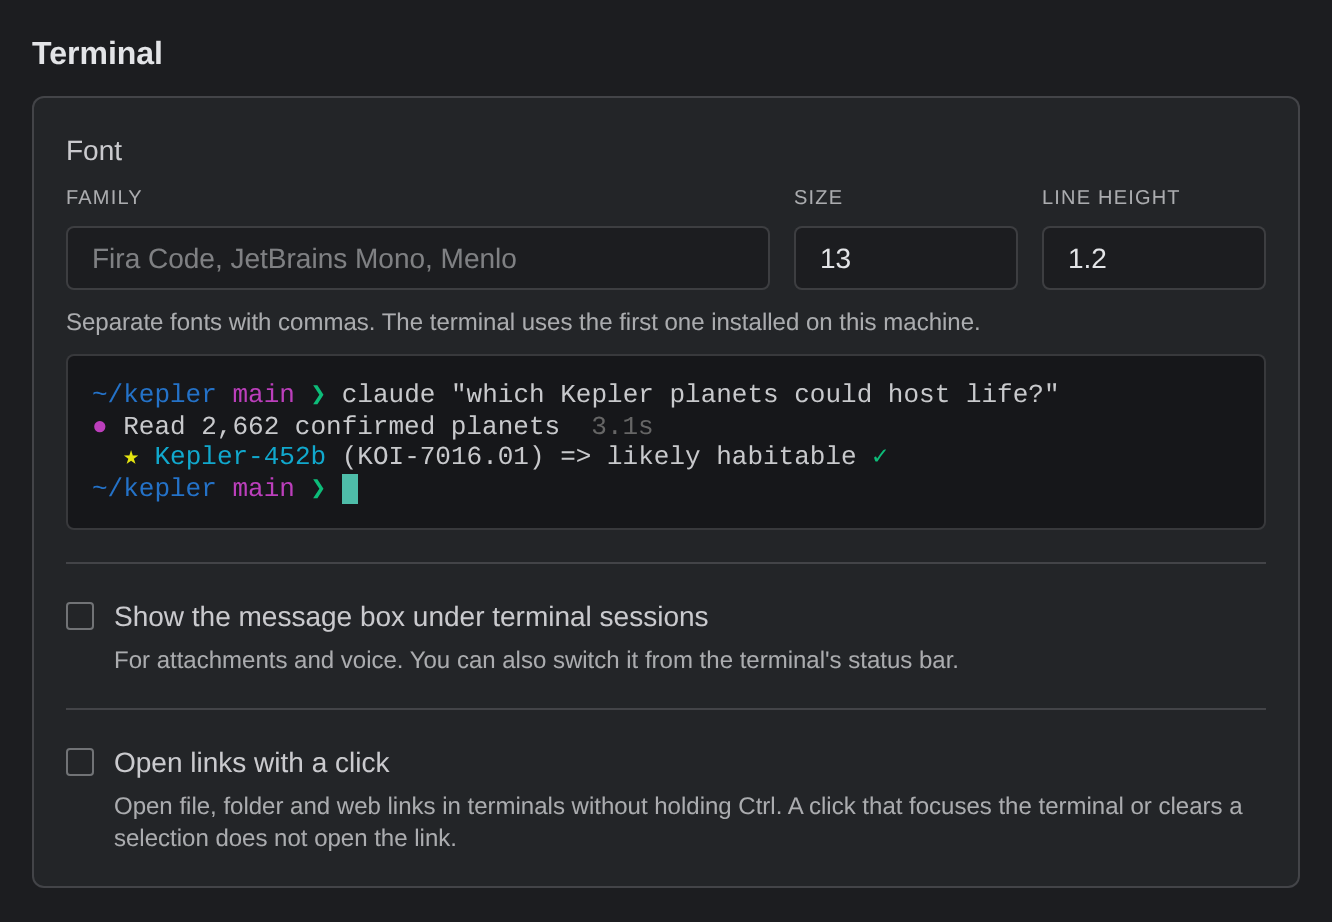 Terminal
Font
FAMILY
SIZE
LINE HEIGHT
Fira Code, JetBrains Mono, Menlo
13
1.2
Separate fonts with commas. The terminal uses the first one installed on this machine.
~/kepler main ❯ claude "which Kepler planets could host life?"
● Read 2,662 confirmed planets  3.1s
★ Kepler-452b (KOI-7016.01) => likely habitable ✓
~/kepler main ❯
Show the message box under terminal sessions
For attachments and voice. You can also switch it from the terminal's status bar.
Open links with a click
Open file, folder and web links in terminals without holding Ctrl. A click that focuses the terminal or clears a
selection does not open the link.